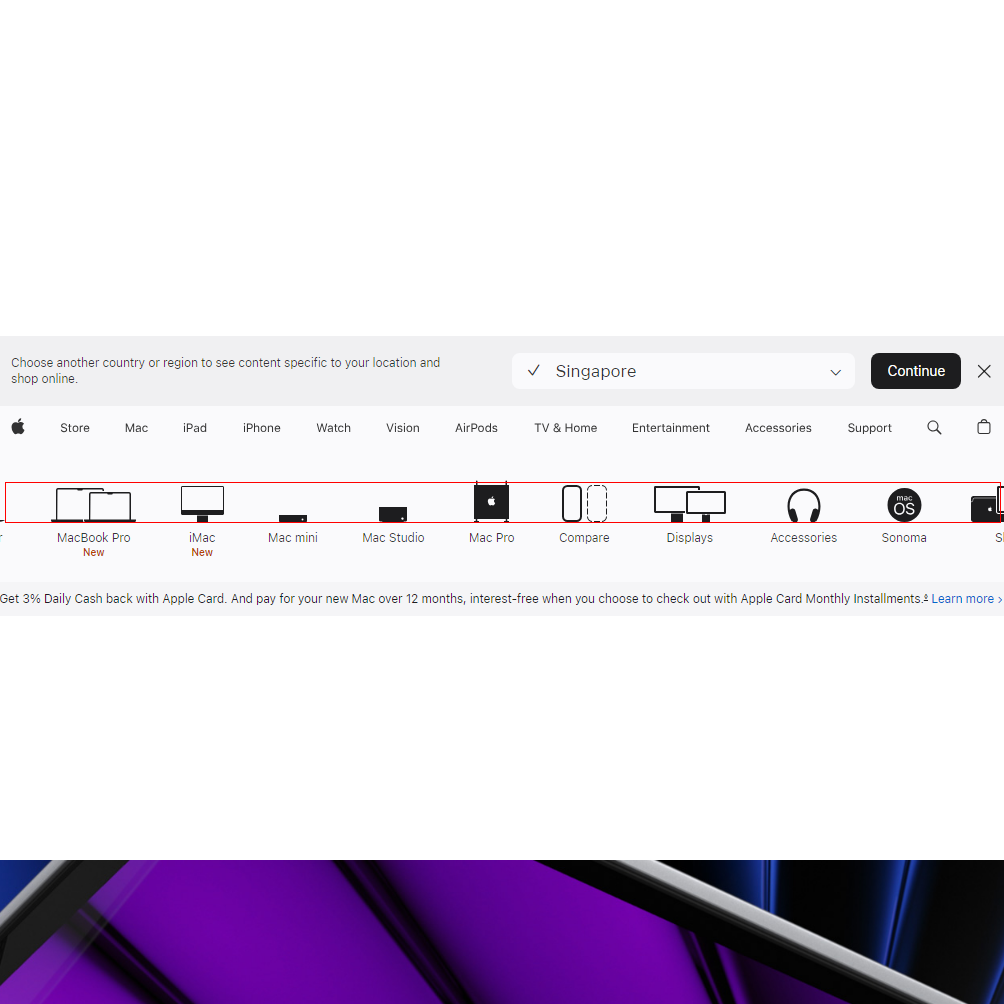 Choose another country or region to see content specific to your location and
shop online.
Singapore
Continue
Store Mac iPad iPhone Watch Vision AirPods TV & Home Entertainment Accessories Support
mac
OS
MacBook Pro iMac Mac mini Mac Studio Mac Pro Compare Displays Accessories Sonoma
New New
Get 3% Daily Cash back with Apple Card. And pay for your new Mac over 12 months, interest-free when you choose to check out with Apple Card Monthly Installments.◊ Learn more ›